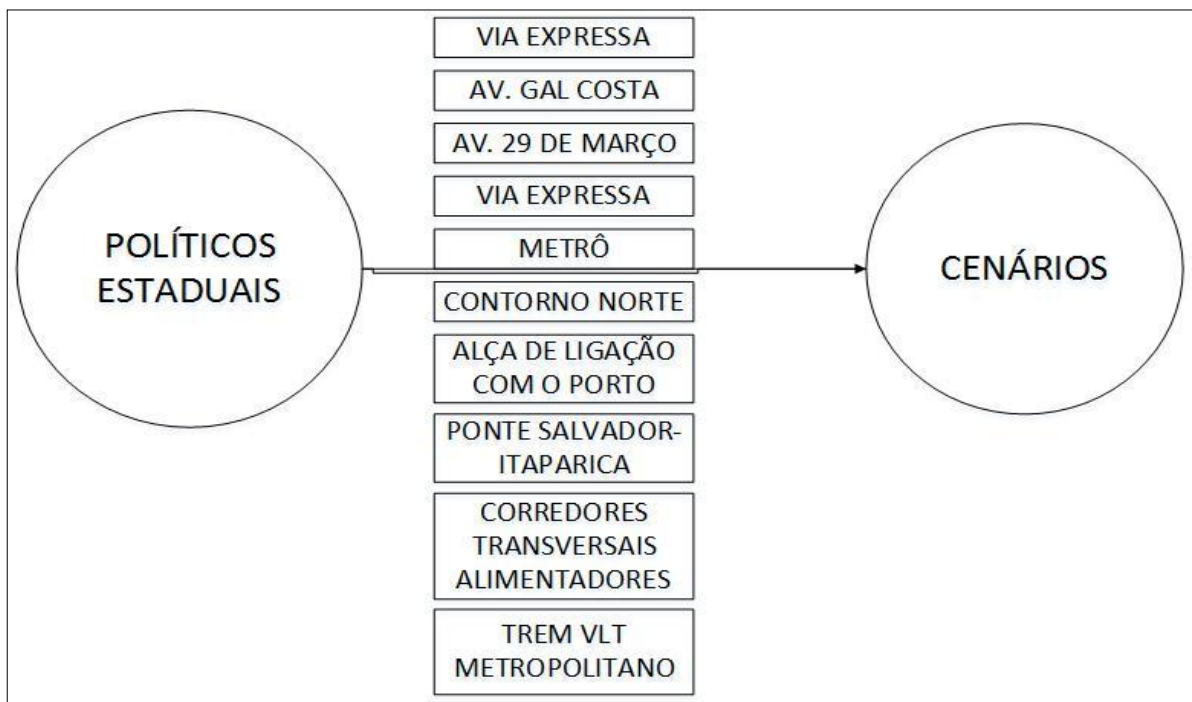 VIA EXPRESSA
AV. GAL COSTA
AV. 29 DE MARÇO
VIA EXPRESSA
POLÍTICOS
ESTADUAIS
METRÔ
CENÁRIOS
CONTORNO NORTE
ALÇA DE LIGAÇÃO
COM O PORTO
PONTE SALVADOR-
ITAPARICA
CORREDORES
TRANSVERSAIS
ALIMENTADORES
TREM VLT
METROPOLITANO